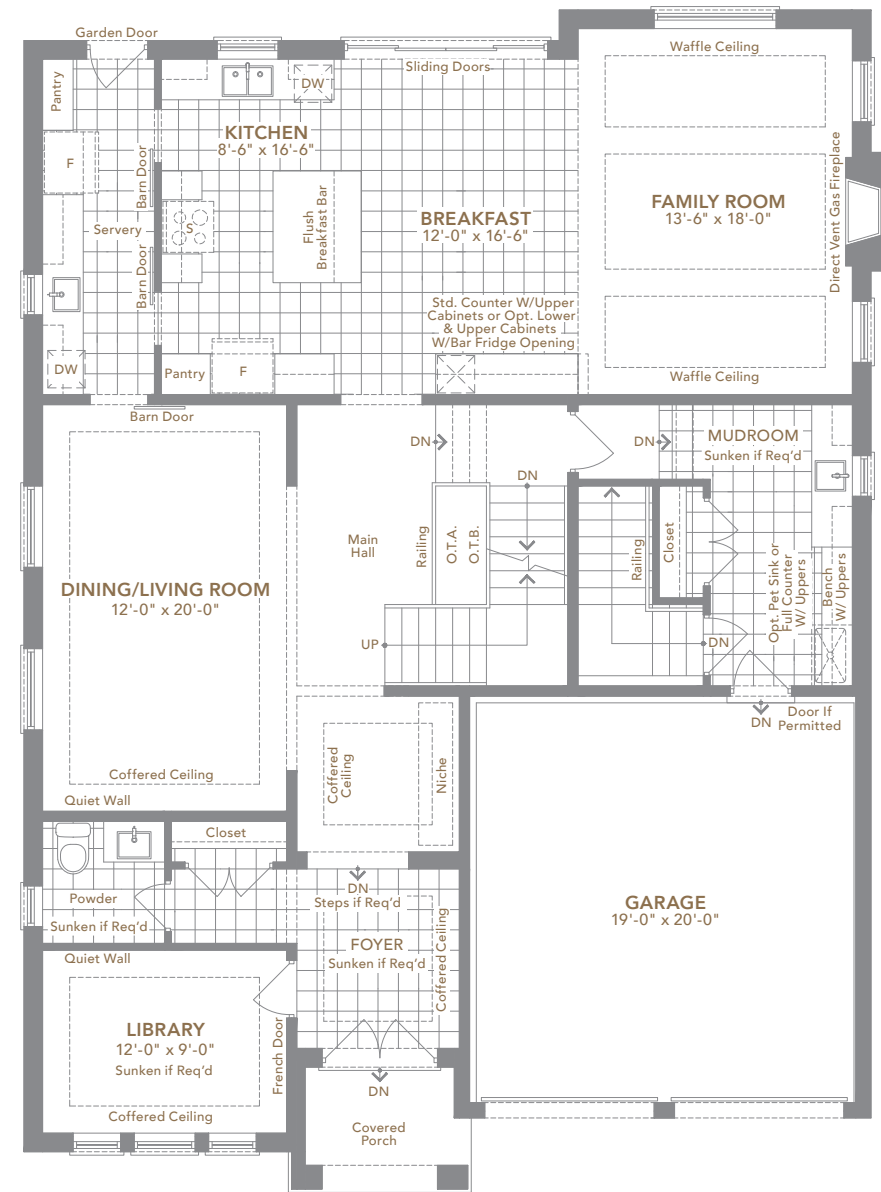 Garden Door
Pantry
F
Servery
Barn Door
Barn Door
DW
DW
KITCHEN
8'-6" x 16'-6"
S
Flush
Breakfast Bar
Pantry
F
Sliding Doors
BREAKFAST
12'-0" x 16'-6"
Std. Counter W/Upper
Cabinets or Opt. Lower
& Upper Cabinets
W/Bar Fridge Opening
Waffle Ceiling
FAMILY ROOM
13'-6" x 18'-0"
Direct Vent Gas Fireplace
Waffle Ceiling
Barn Door
DINING/LIVING ROOM
12'-0" x 20'-0"
Coffered Ceiling
Quiet Wall
Main
Hall
DN
DN
Railing
O.T.A.
O.T.B.
UP
DN
MUDROOM
Sunken if Req'd
Closet
Railing
Opt. Pet Sink or
Full Counter
W/ Uppers
Bench
W/ Uppers
DN
DN
Door If
Permitted
Coffered
Ceiling
Niche
Closet
Powder
Sunken if Req'd
DN
Steps if Req'd
FOYER
Sunken if Req'd
Coffered Ceiling
GARAGE
19'-0" x 20'-0"
Quiet Wall
LIBRARY
12'-0" x 9'-0"
Sunken if Req'd
Coffered Ceiling
French Door
DN
Covered
Porch